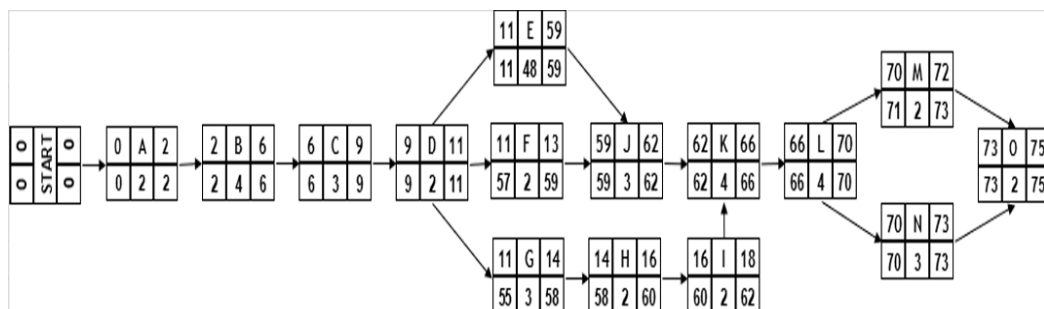 11 E 59
11 48 59
70 M 72
71 2 73
0 START 0
0 0
0 A 2
0 2 2
2 B 6
2 4 6
6 C 9
6 3 9
9 D 11
9 2 11
11 F 13
57 2 59
59 J 62
59 3 62
62 K 66
62 4 66
66 L 70
66 4 70
73 O 75
73 2 75
11 G 14
55 3 58
14 H 16
58 2 60
16 I 18
60 2 62
70 N 73
70 3 73